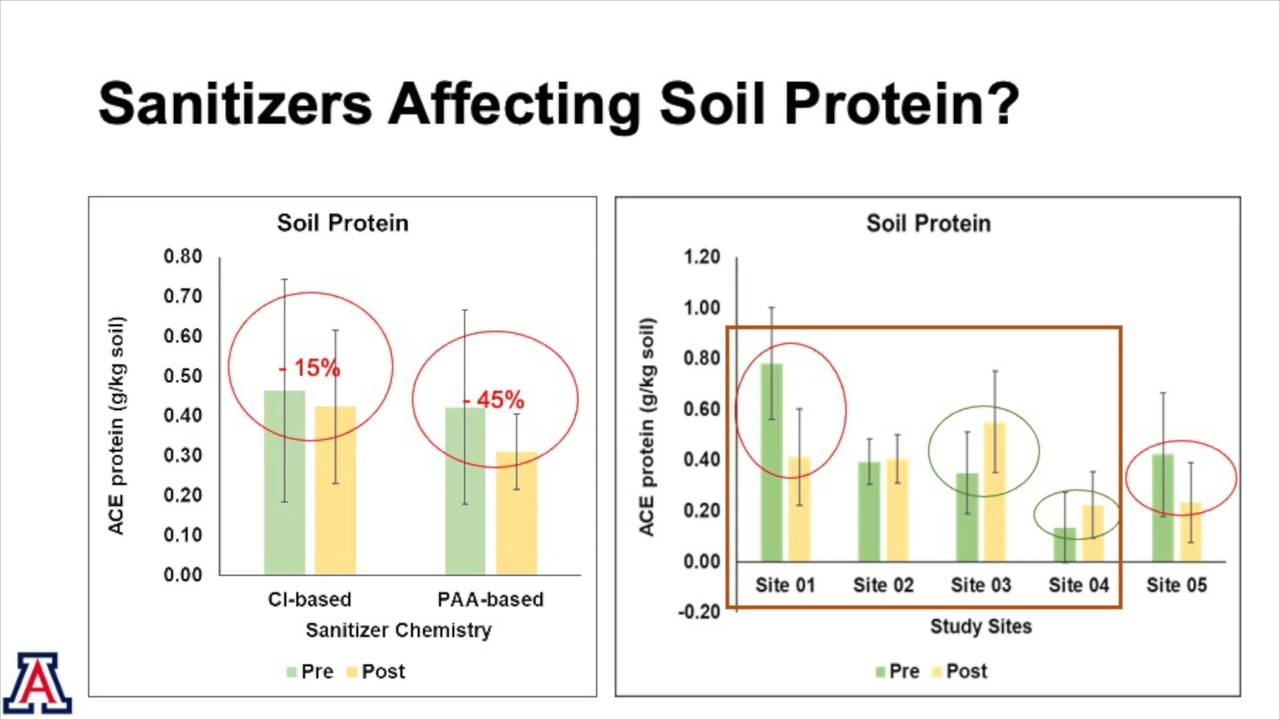 Sanitizers Affecting Soil Protein?
Soil Protein
ACE protein (g/kg soil)
0.80
0.70
0.60
0.50
0.40
0.30
0.20
0.10
0.00
- 15%
- 45%
Cl-based PAA-based
Sanitizer Chemistry
Pre Post
Soil Protein
ACE protein (g/kg soil)
1.20
1.00
0.80
0.60
0.40
0.20
0.00
-0.20
Site 01 Site 02 Site 03 Site 04 Site 05
Study Sites
Pre Post
A